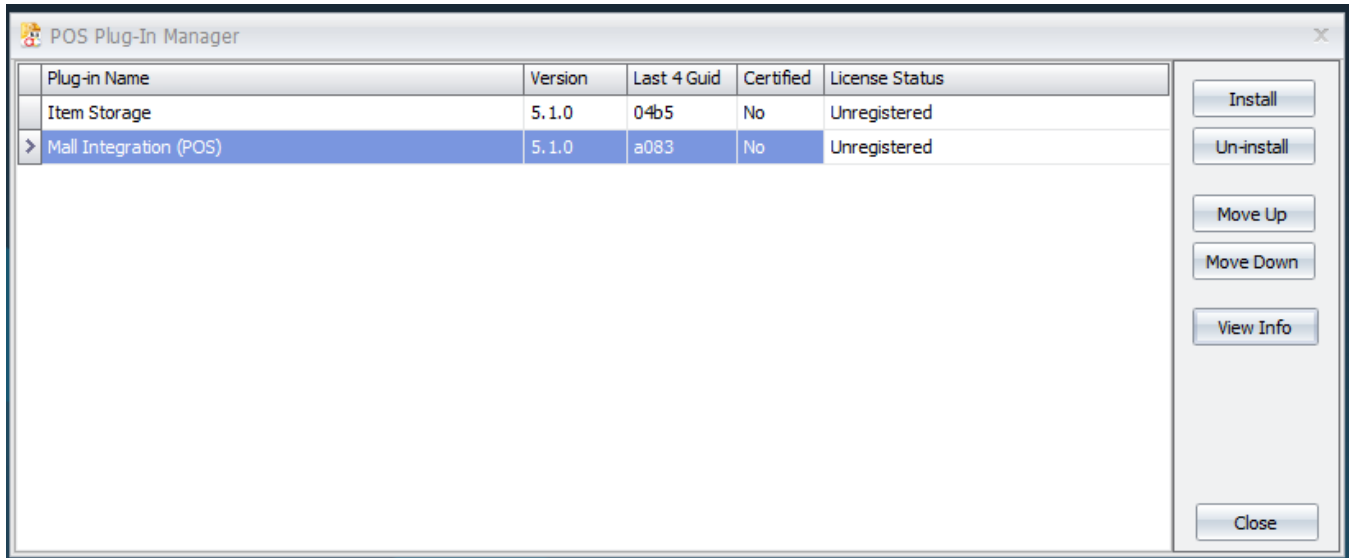 POS Plug-In Manager
Plug-in Name Version Last 4 Guid Certified License Status
Item Storage 5.1.0 04b5 No Unregistered
Mall Integration (POS) 5.1.0 a083 No Unregistered
Install
Un-install
Move Up
Move Down
View Info
Close